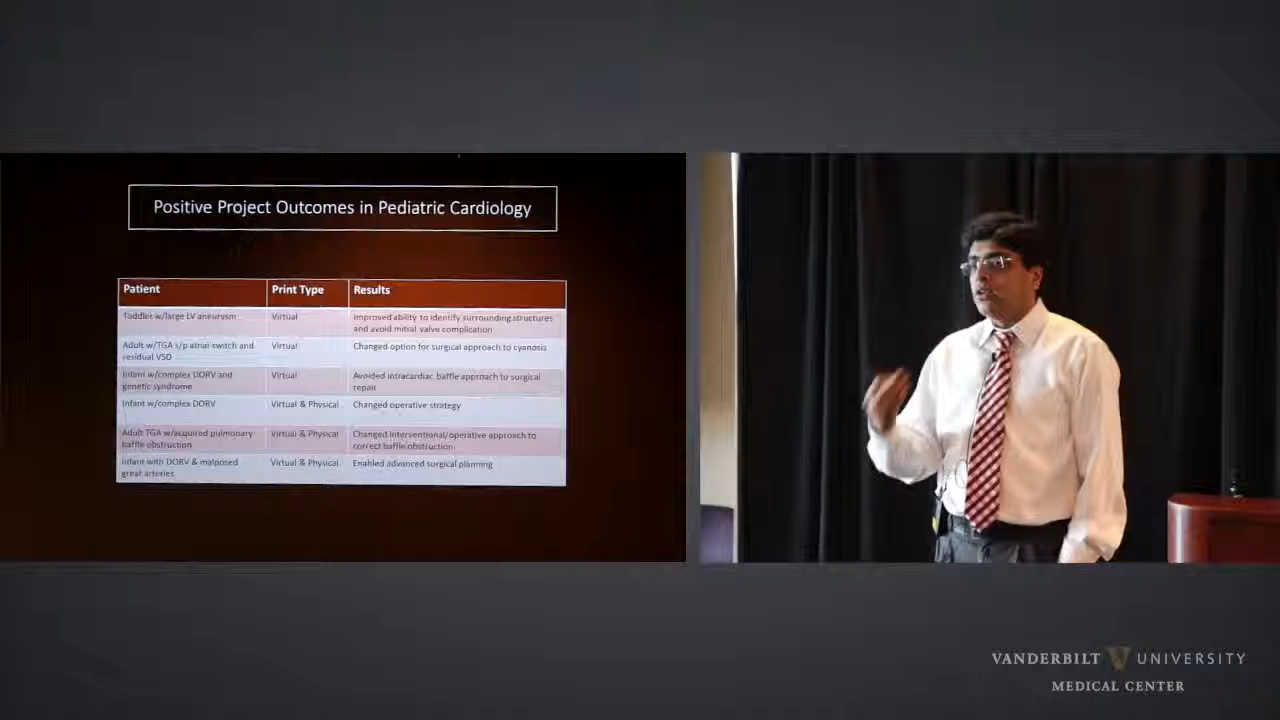 Positive Project Outcomes in Pediatric Cardiology
Patient Print Type Results
Toddler w/large LV aneurysm Virtual Improved ability to identify surrounding structures
and avoid mitral valve complication
Adult w/TGA s/p atrial switch and Virtual Changed option for surgical approach to cyanosis
residual VSD
Infant w/complex DORV and Virtual Avoided intracardiac baffle approach to surgical
genetic syndrome repair
Infant w/complex DORV Virtual & Physical Changed operative strategy
Adult TGA w/acquired pulmonary Virtual & Physical Changed interventional/operative approach to
baffle obstruction correct baffle obstruction
Infant with DORV & malposed Virtual & Physical Enabled advanced surgical planning
great arteries
VANDERBILT V UNIVERSITY
MEDICAL CENTER